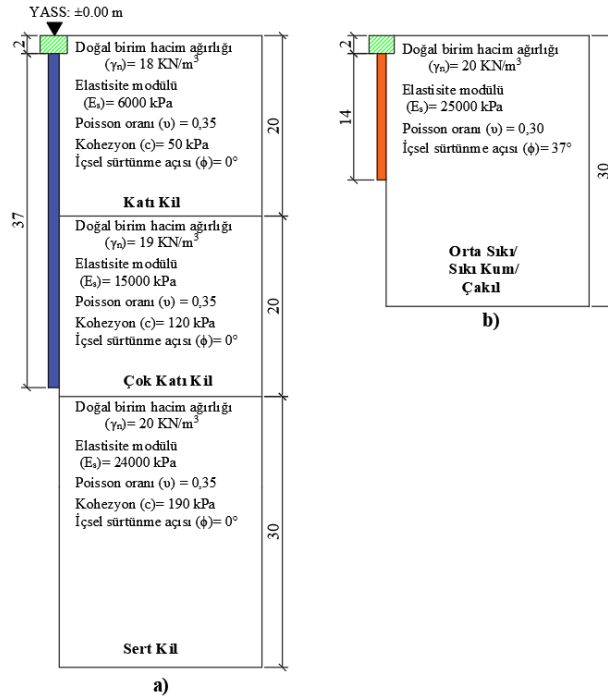 YASS: ±0.00 m
2
37
Doğal birim hacim ağırlığı
(γn)= 18 KN/m³
Elastisite modülü
(Es)= 6000 kPa
Poisson oranı (υ) = 0,35
Kohezyon (c)= 50 kPa
İçsel sürtünme açısı (ϕ)= 0°
Katı Kil
20
Doğal birim hacim ağırlığı
(γn)= 19 KN/m³
Elastisite modülü
(Es)= 15000 kPa
Poisson oranı (υ) = 0,35
Kohezyon (c)= 120 kPa
İçsel sürtünme açısı (ϕ)= 0°
Çok Katı Kil
20
Doğal birim hacim ağırlığı
(γn)= 20 KN/m³
Elastisite modülü
(Es)= 24000 kPa
Poisson oranı (υ) = 0,35
Kohezyon (c)= 190 kPa
İçsel sürtünme açısı (ϕ)= 0°
Sert Kil
30
a)
2
14
Doğal birim hacim ağırlığı
(γn)= 20 KN/m³
Elastisite modülü
(Es)= 25000 kPa
Poisson oranı (υ) = 0,30
İçsel sürtünme açısı (ϕ)= 37°
Orta Sıkı/
Sıkı Kum/
Çakıl
30
b)